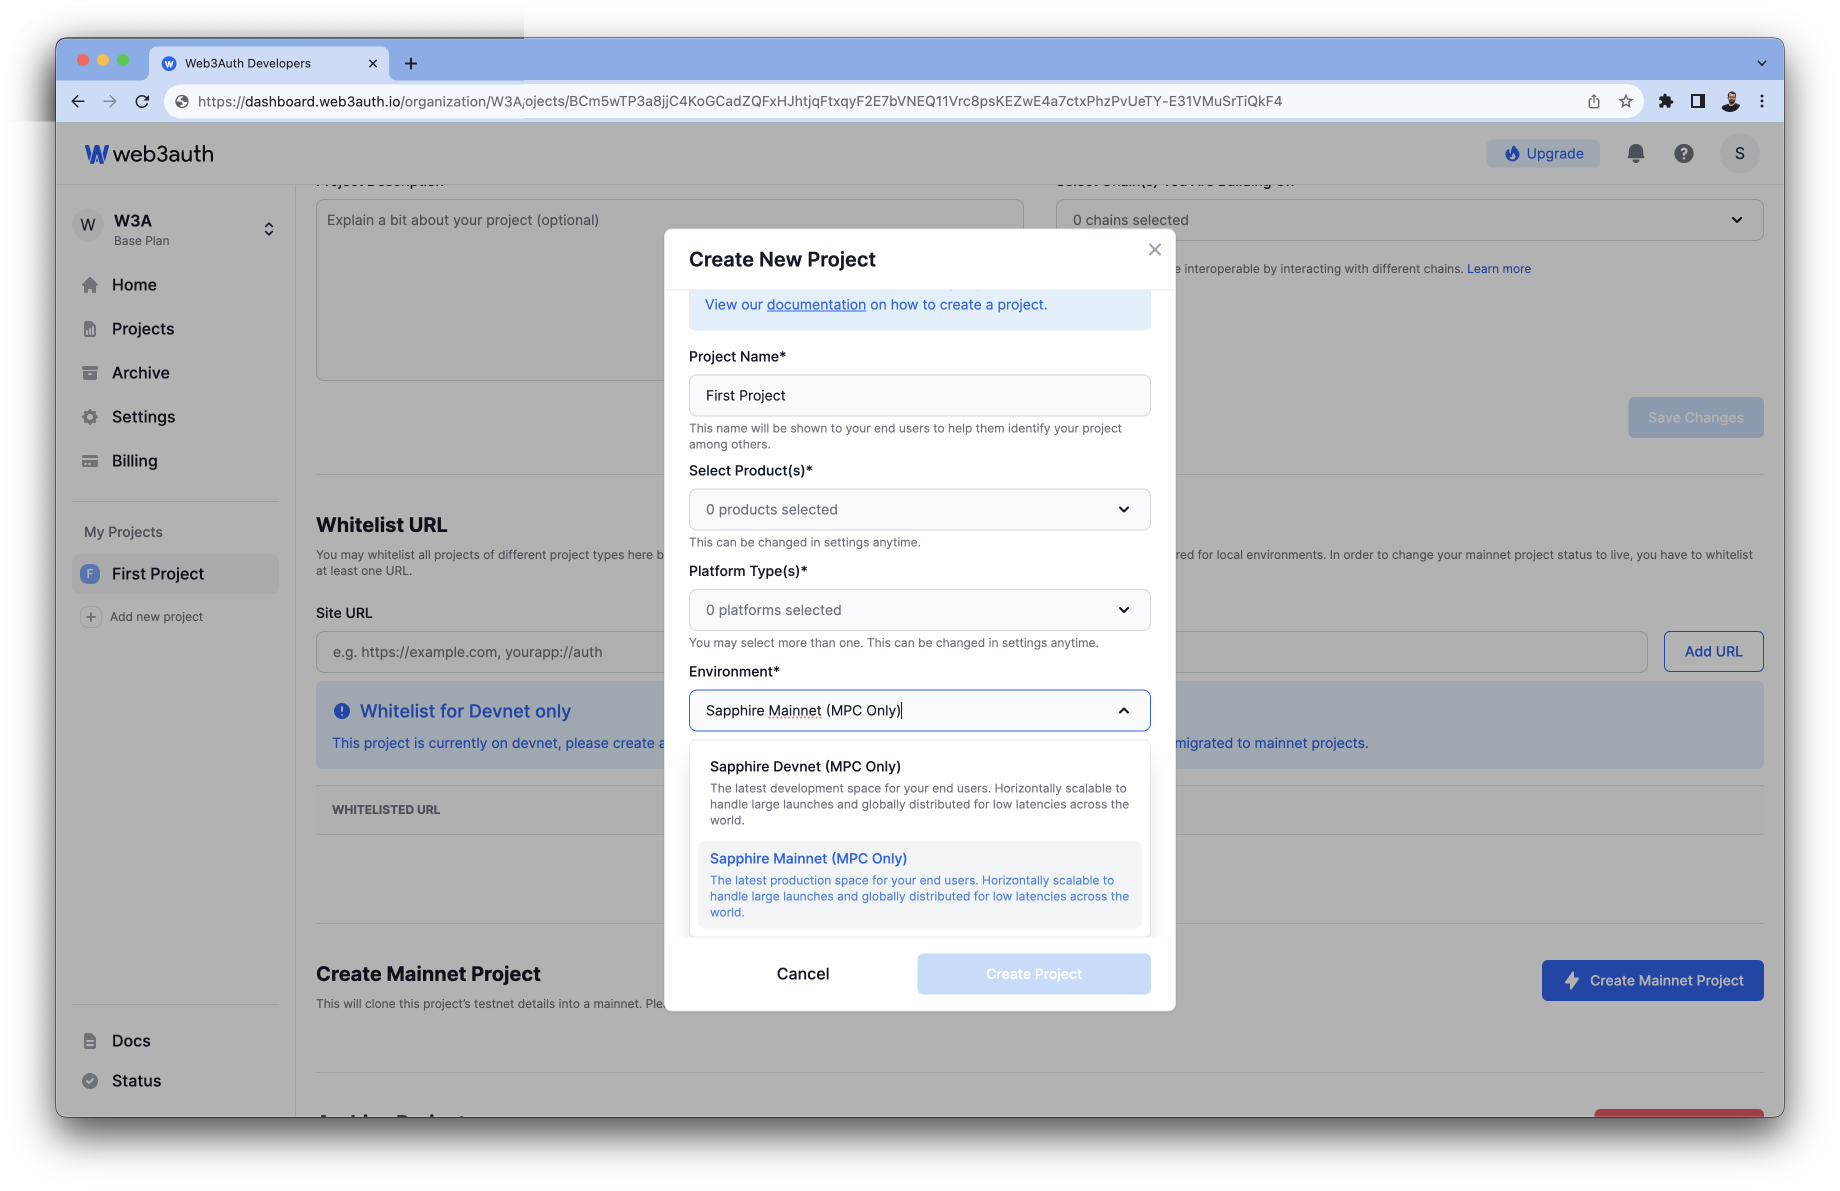 Web3Auth Developers
https://dashboard.web3auth.io/organization/W3A/ojects/BCm5wTP3a8jjC4KoGCadZQFxHJhtjqFtxqyF2E7bVNEQ11Vrc8psKEZwE4a7ctxPhzPvUeTY-E31VMuSrTiQkF4
web3auth
Upgrade
S
W
W3A
Base Plan
Home
Projects
Archive
Settings
Billing
My Projects
F
First Project
Add new project
Docs
Status
Project Description
Explain a bit about your project (optional)
Select Chain(s) You Are Building On
0 chains selected
e interoperable by interacting with different chains. Learn more
Save Changes
Whitelist URL
You may whitelist all projects of different project types here b
red for local environments. In order to change your mainnet project status to live, you have to whitelist
at least one URL.
Site URL
e.g. https://example.com, yourapp://auth
Add URL
Whitelist for Devnet only
This project is currently on devnet, please create a
migrated to mainnet projects.
WHITELISTED URL
Create Mainnet Project
This will clone this project's testnet details into a mainnet. Ple
Create Mainnet Project
Create New Project
View our documentation on how to create a project.
Project Name*
First Project
This name will be shown to your end users to help them identify your project
among others.
Select Product(s)*
0 products selected
This can be changed in settings anytime.
Platform Type(s)*
0 platforms selected
You may select more than one. This can be changed in settings anytime.
Environment*
Sapphire Mainnet (MPC Only)
Sapphire Devnet (MPC Only)
The latest development space for your end users. Horizontally scalable to
handle large launches and globally distributed for low latencies across the
world.
Sapphire Mainnet (MPC Only)
The latest production space for your end users. Horizontally scalable to
handle large launches and globally distributed for low latencies across the
world.
Cancel
Create Project